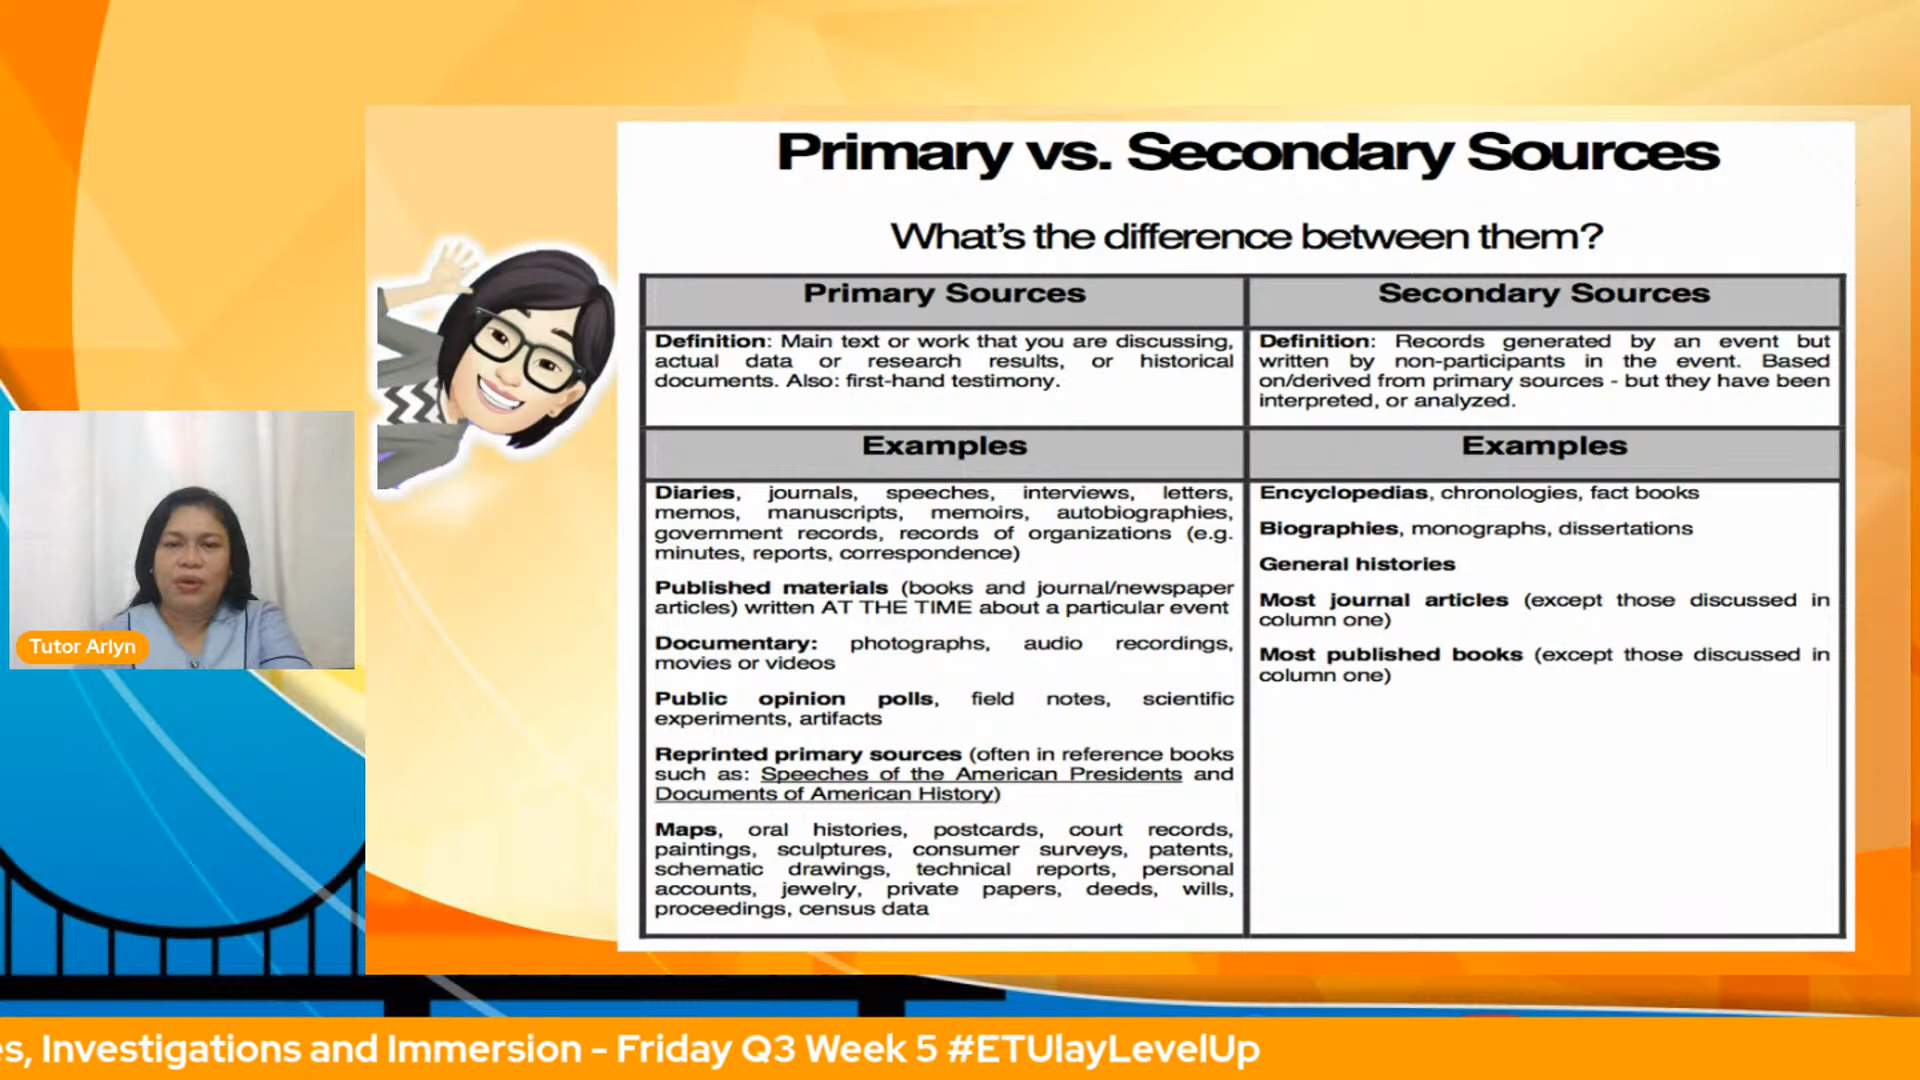 Primary vs. Secondary Sources
What's the difference between them?
Primary Sources
Definition: Main text or work that you are discussing,
actual data or research results, or historical
documents. Also: first-hand testimony.
Examples
Diaries, journals, speeches, interviews, letters,
memos, manuscripts, memoirs, autobiographies,
government records, records of organizations (e.g.
minutes, reports, correspondence)
Published materials (books and journal/newspaper
articles) written AT THE TIME about a particular event
Documentary: photographs, audio recordings,
movies or videos
Public opinion polls, field notes, scientific
experiments, artifacts
Reprinted primary sources (often in reference books
such as: Speeches of the American Presidents and
Documents of American History)
Maps, oral histories, postcards, court records,
paintings, sculptures, consumer surveys, patents,
schematic drawings, technical reports, personal
accounts, jewelry, private papers, deeds, wills,
proceedings, census data
Secondary Sources
Definition: Records generated by an event but
written by non-participants in the event. Based
on/derived from primary sources - but they have been
interpreted, or analyzed.
Examples
Encyclopedias, chronologies, fact books
Biographies, monographs, dissertations
General histories
Most journal articles (except those discussed in
column one)
Most published books (except those discussed in
column one)
Tutor Arlyn
s, Investigations and Immersion - Friday Q3 Week 5 #ETUlayLevelUp